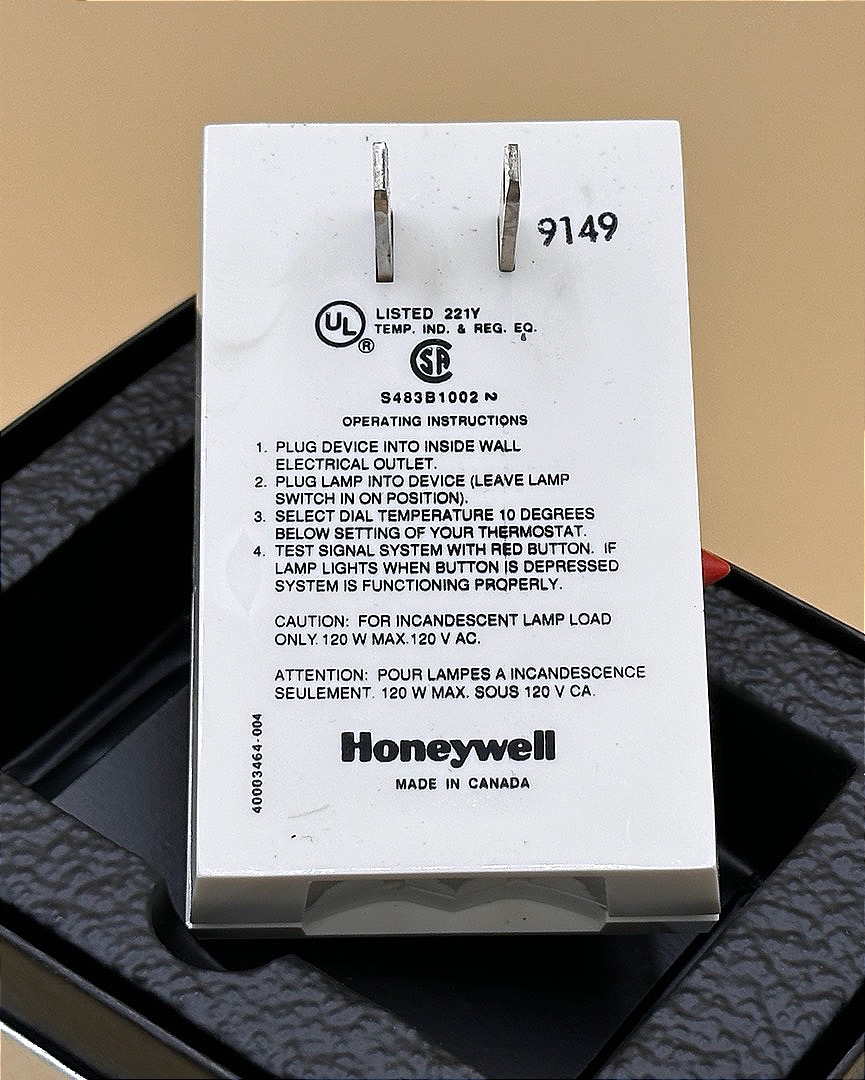 9149
UL
LISTED 221Y
TEMP. IND. & REG. EQ.
®
SA
S483B1002 ~
OPERATING INSTRUCTIONS
1. PLUG DEVICE INTO INSIDE WALL
ELECTRICAL OUTLET.
2. PLUG LAMP INTO DEVICE (LEAVE LAMP
SWITCH IN ON POSITION).
3. SELECT DIAL TEMPERATURE 10 DEGREES
BELOW SETTING OF YOUR THERMOSTAT.
4. TEST SIGNAL SYSTEM WITH RED BUTTON. IF
LAMP LIGHTS WHEN BUTTON IS DEPRESSED
SYSTEM IS FUNCTIONING PROPERLY.
CAUTION: FOR INCANDESCENT LAMP LOAD
ONLY. 120 W MAX.120 V AC.
ATTENTION: POUR LAMPES A INCANDESCENCE
SEULEMENT. 120 W MAX. SOUS 120 V CA.
40003464-004
Honeywell
MADE IN CANADA